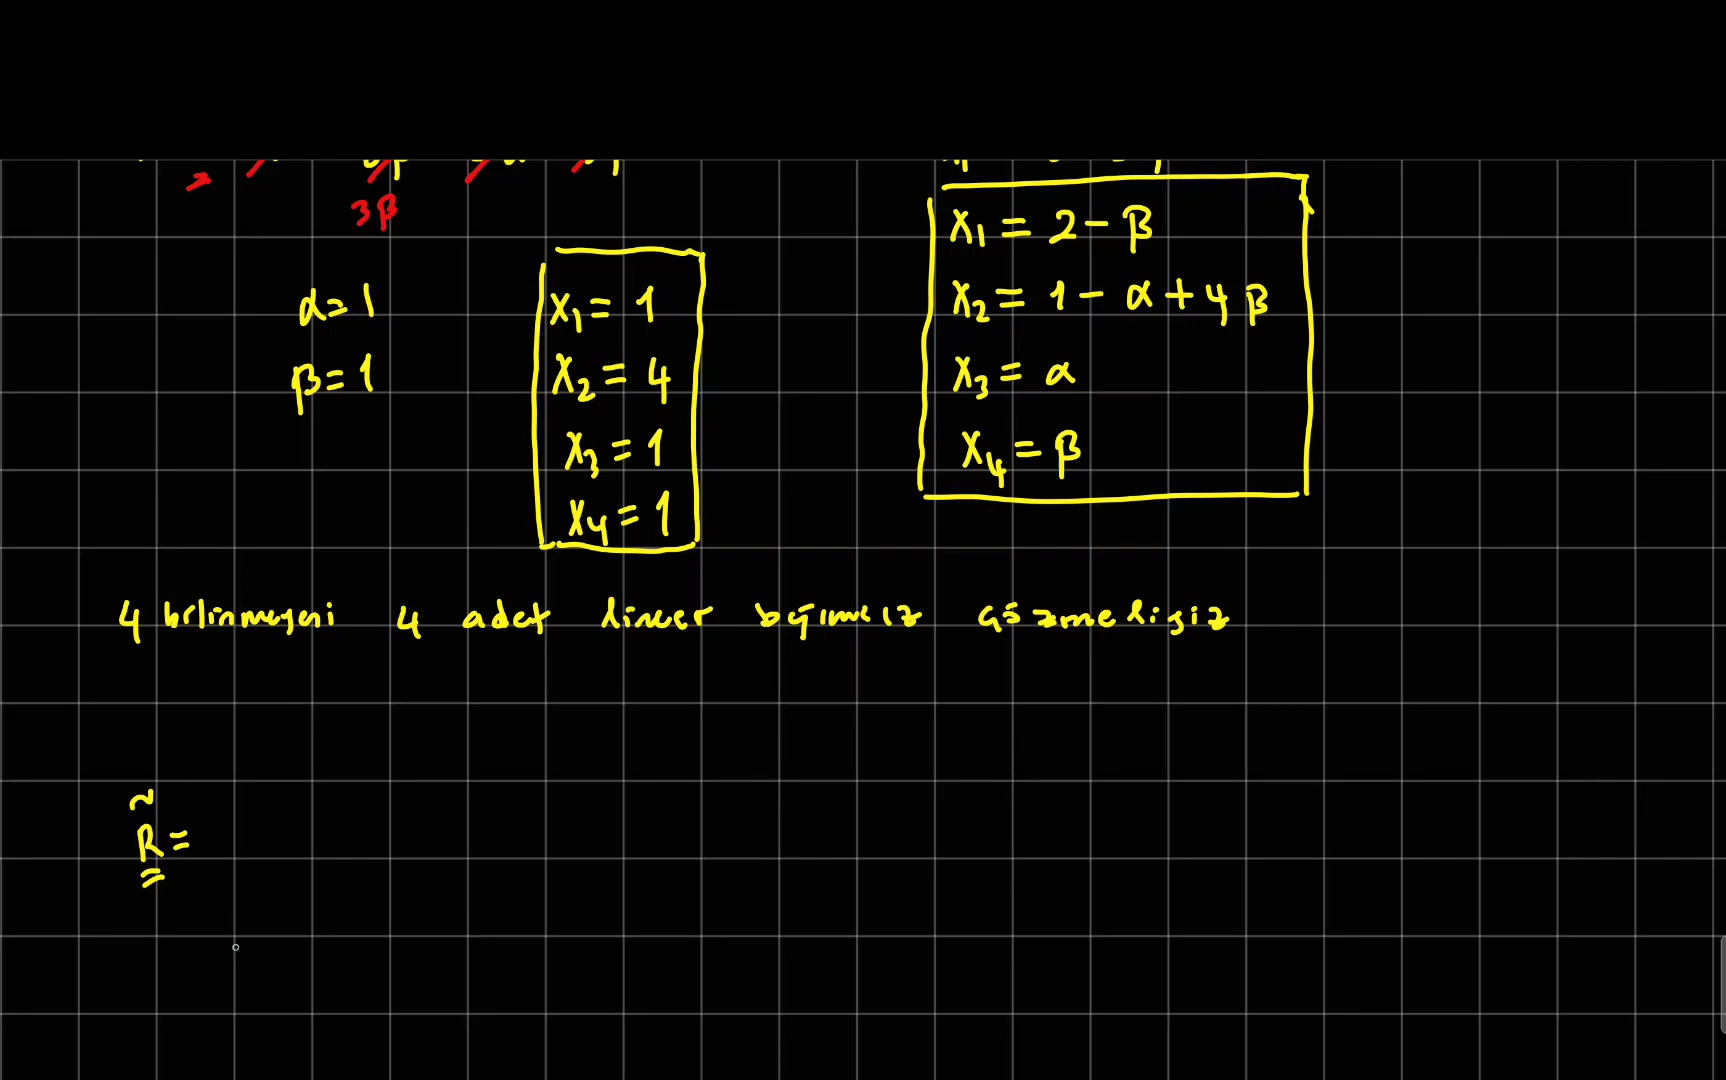 3β
α = 1
β = 1
x₁ = 1
x₂ = 4
x₃ = 1
x₄ = 1
x₁ = 2 - β
x₂ = 1 - α + 4β
x₃ = α
x₄ = β
4 bilinmeyeni 4 adet lineer bağımsız çözmeliyiz
R̃ =